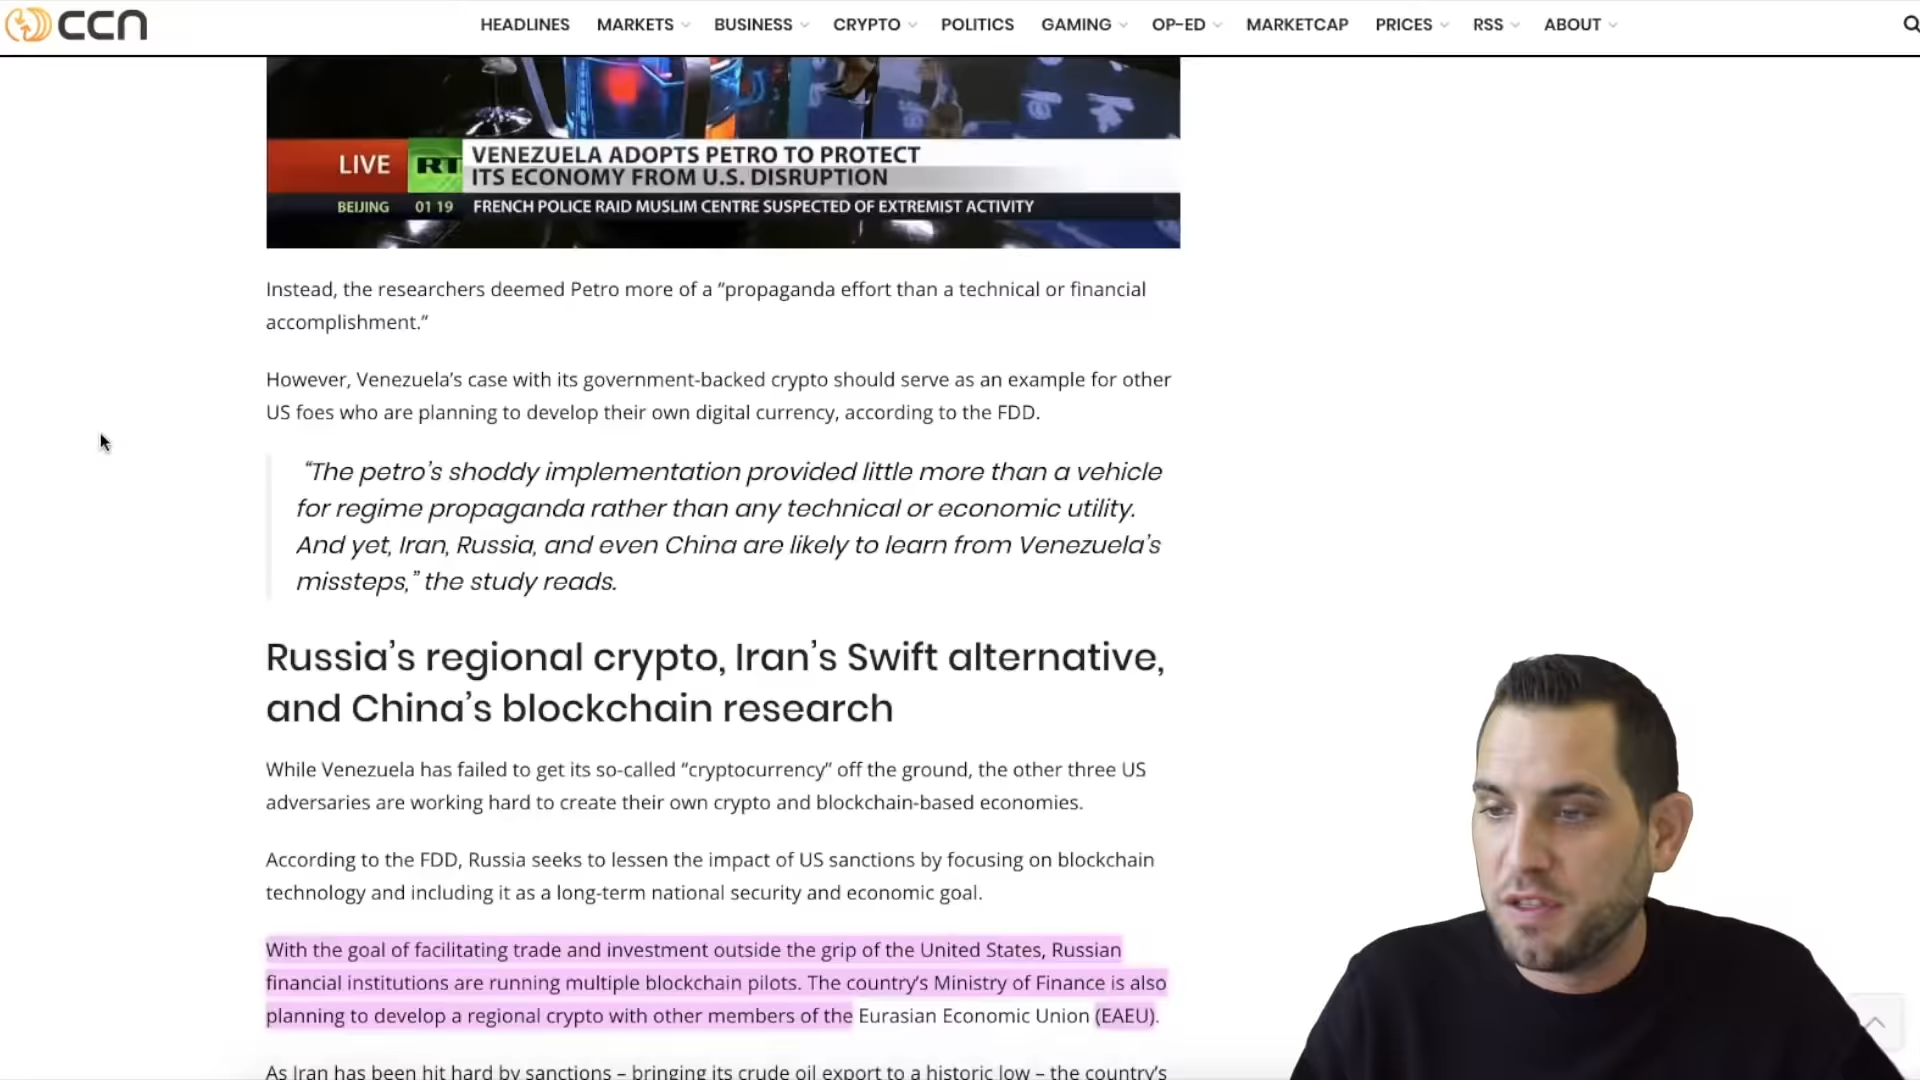 CCN HEADLINES MARKETS BUSINESS CRYPTO POLITICS GAMING OP-ED MARKETCAP PRICES RSS ABOUT
LIVE RT VENEZUELA ADOPTS PETRO TO PROTECT
ITS ECONOMY FROM U.S. DISRUPTION
BEIJING 01 19 FRENCH POLICE RAID MUSLIM CENTRE SUSPECTED OF EXTREMIST ACTIVITY
Instead, the researchers deemed Petro more of a “propaganda effort than a technical or financial
accomplishment.”
However, Venezuela’s case with its government-backed crypto should serve as an example for other
US foes who are planning to develop their own digital currency, according to the FDD.
“The petro’s shoddy implementation provided little more than a vehicle
for regime propaganda rather than any technical or economic utility.
And yet, Iran, Russia, and even China are likely to learn from Venezuela’s
missteps,” the study reads.
Russia’s regional crypto, Iran’s Swift alternative,
and China’s blockchain research
While Venezuela has failed to get its so-called “cryptocurrency” off the ground, the other three US
adversaries are working hard to create their own crypto and blockchain-based economies.
According to the FDD, Russia seeks to lessen the impact of US sanctions by focusing on blockchain
technology and including it as a long-term national security and economic goal.
With the goal of facilitating trade and investment outside the grip of the United States, Russian
financial institutions are running multiple blockchain pilots. The country’s Ministry of Finance is also
planning to develop a regional crypto with other members of the Eurasian Economic Union (EAEU).
As Iran has been hit hard by sanctions – bringing its crude oil export to a historic low – the country’s